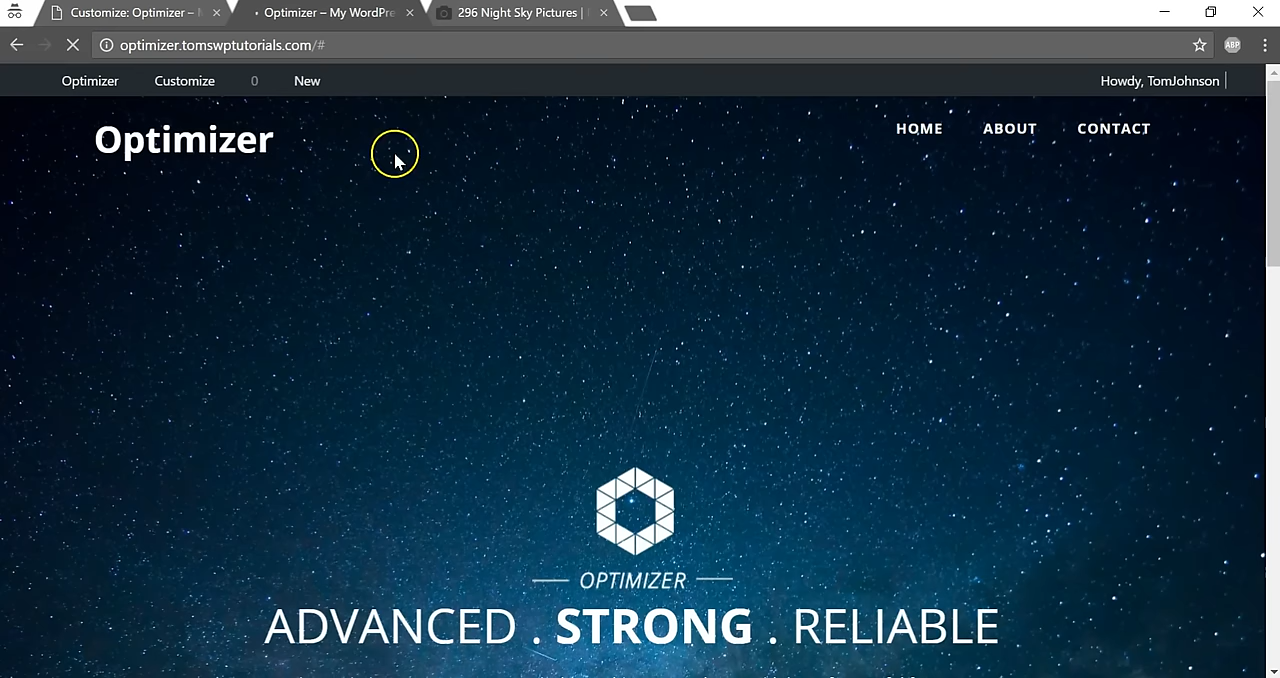 Customize: Optimizer –
Optimizer – My WordPre
296 Night Sky Pictures |
optimizer.tomswptutorials.com/#
ABP
Optimizer Customize 0 New Howdy, TomJohnson
Optimizer
HOME ABOUT CONTACT
OPTIMIZER
ADVANCED . STRONG . RELIABLE